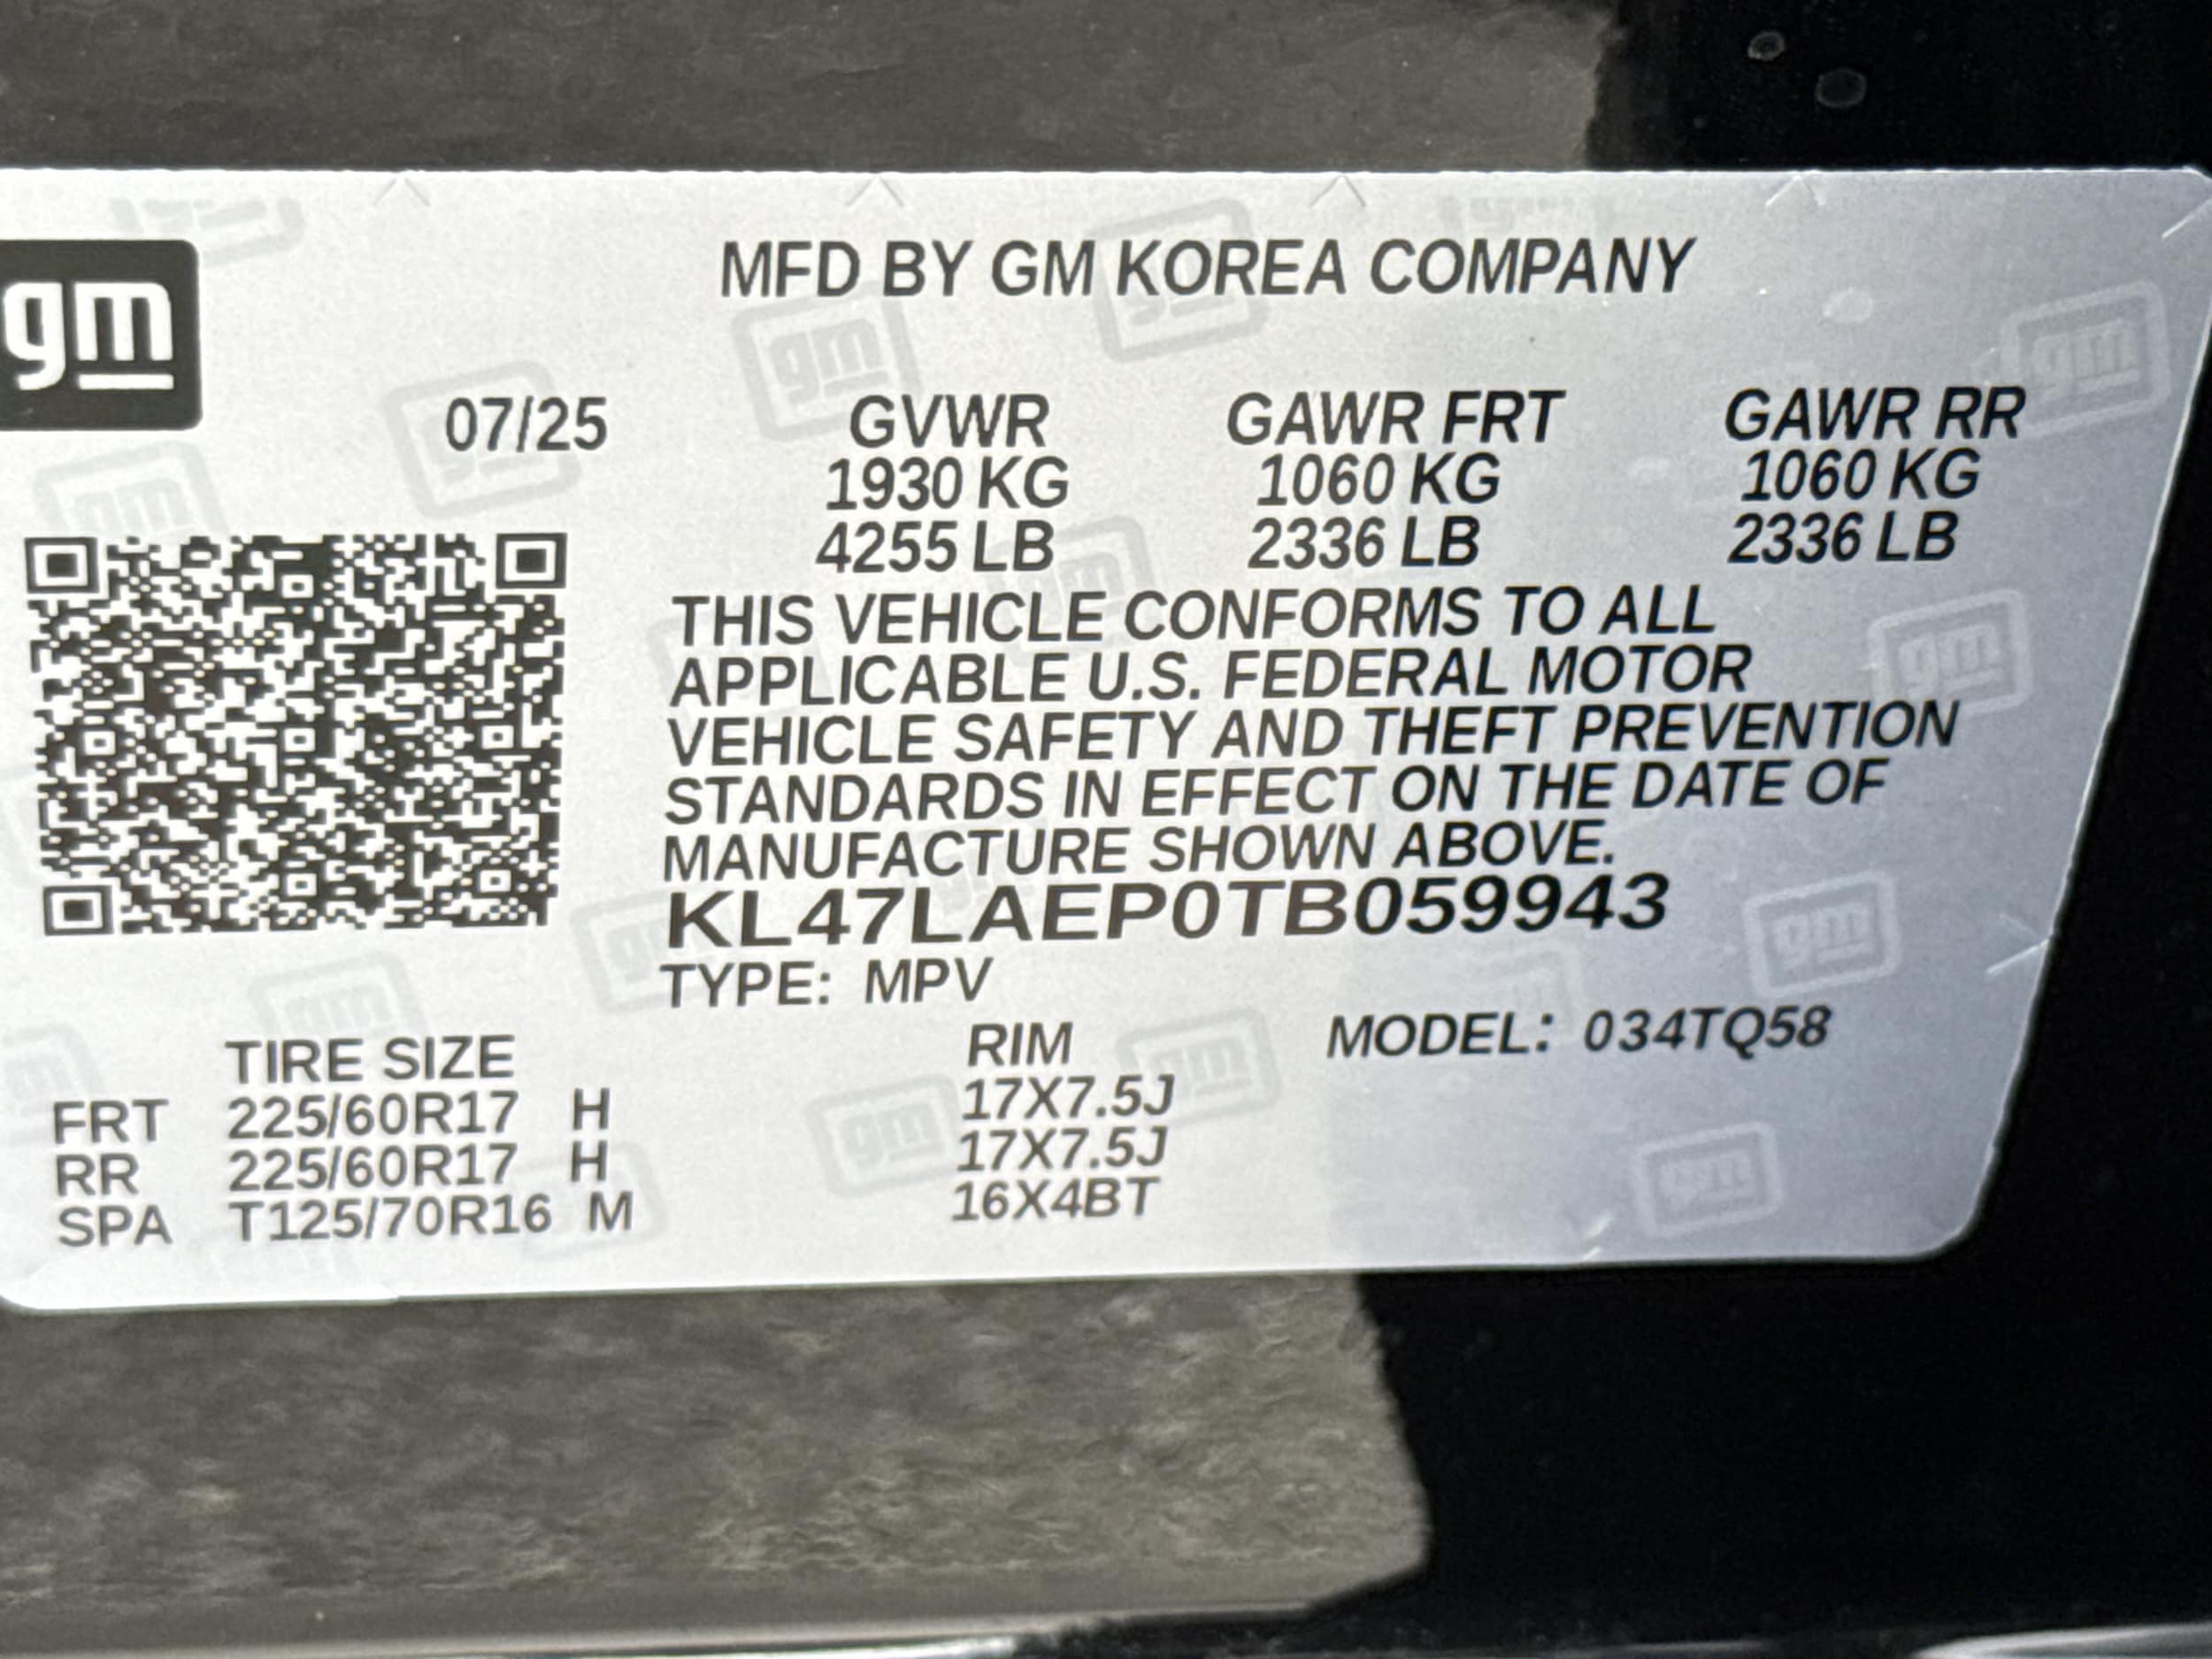 gm
MFD BY GM KOREA COMPANY
07/25 GVWR GAWR FRT GAWR RR
1930 KG 1060 KG 1060 KG
4255 LB 2336 LB 2336 LB
THIS VEHICLE CONFORMS TO ALL
APPLICABLE U.S. FEDERAL MOTOR
VEHICLE SAFETY AND THEFT PREVENTION
STANDARDS IN EFFECT ON THE DATE OF
MANUFACTURE SHOWN ABOVE.
KL47LAEP0TB059943
TYPE: MPV
TIRE SIZE RIM MODEL: 034TQ58
FRT 225/60R17 H 17X7.5J
RR 225/60R17 H 17X7.5J
SPA T125/70R16 M 16X4BT